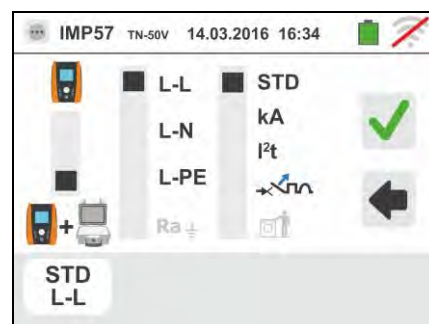 IMP57 TN-50V 14.03.2016 16:34
L-L STD
L-N kA
I²t
L-PE
+ Ra
STD
L-L